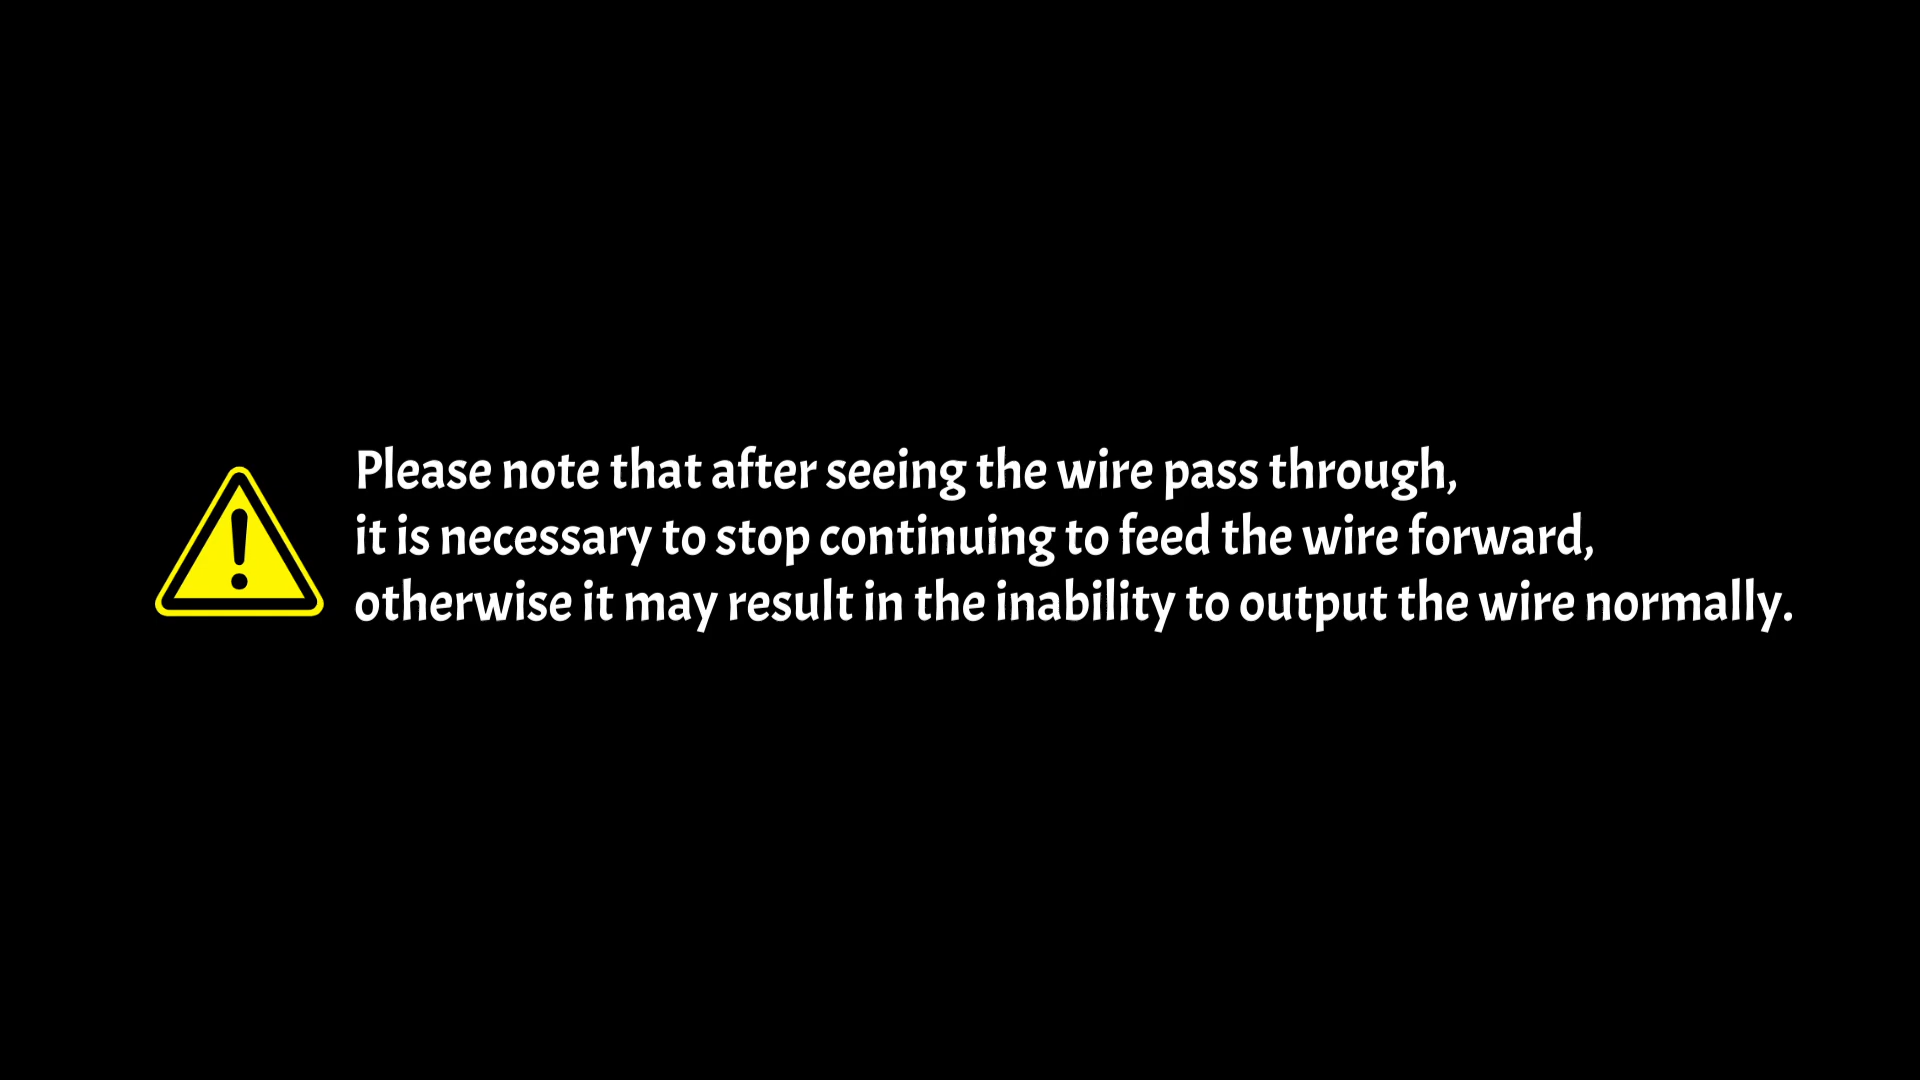 Please note that after seeing the wire pass through,
it is necessary to stop continuing to feed the wire forward,
otherwise it may result in the inability to output the wire normally.